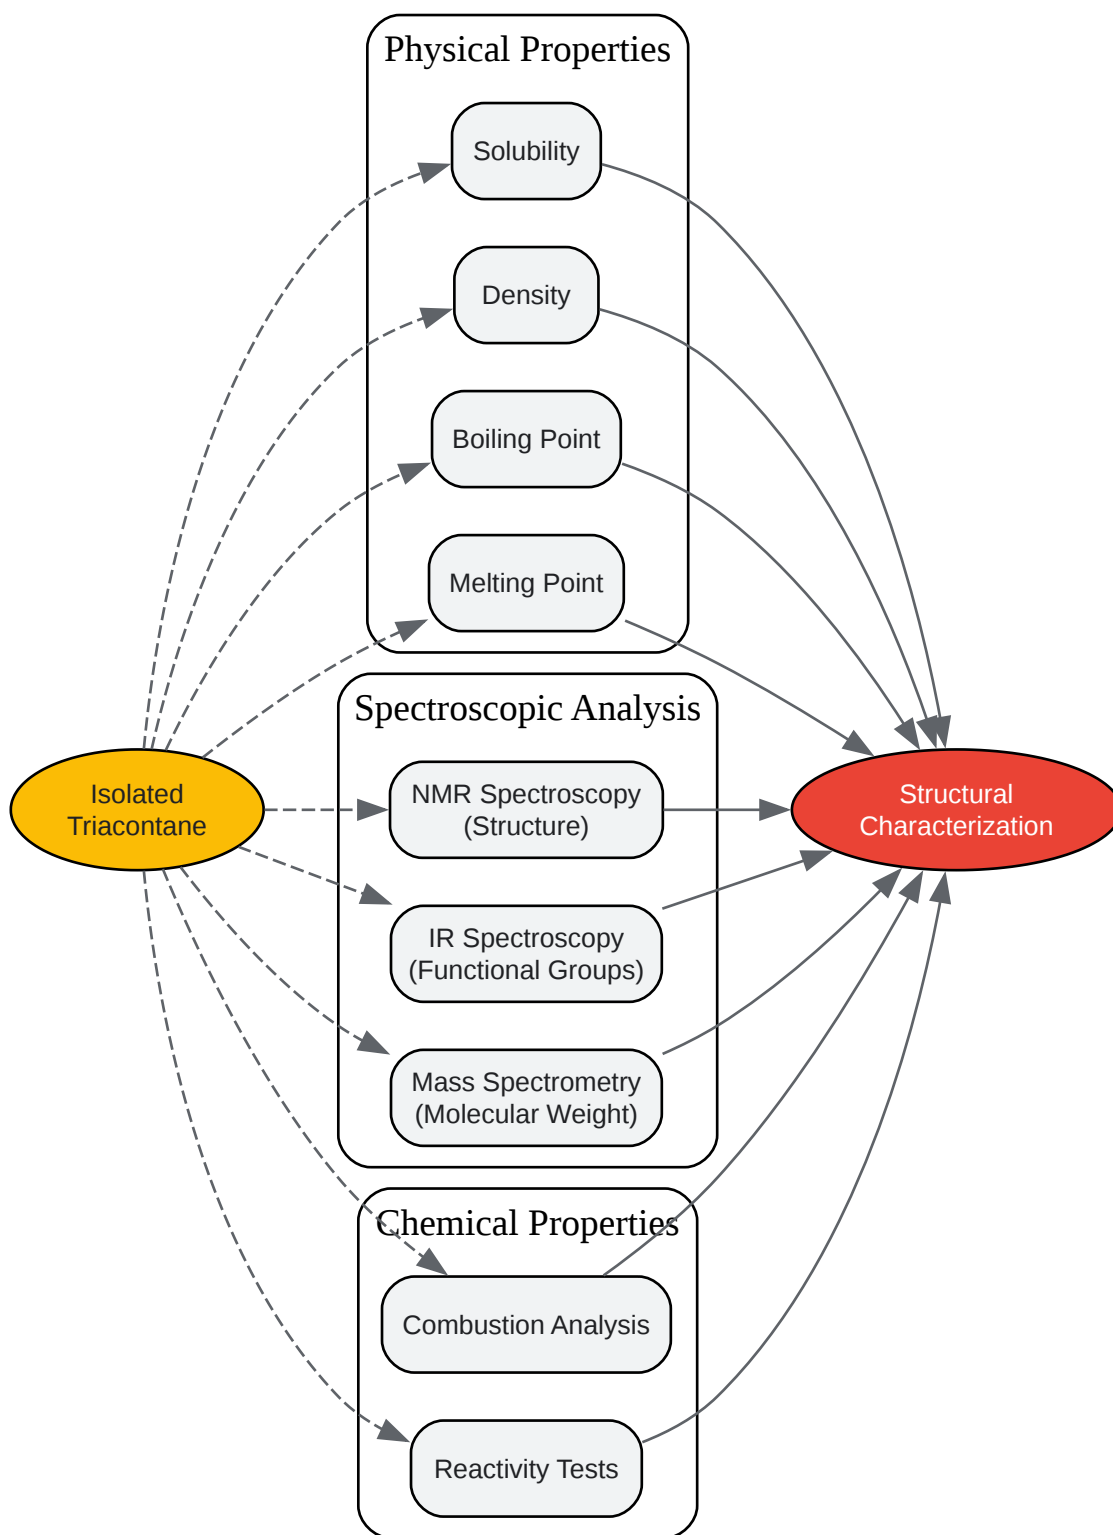 Physical Properties
Solubility
Density
Boiling Point
Melting Point
Spectroscopic Analysis
NMR Spectroscopy
(Structure)
IR Spectroscopy
(Functional Groups)
Mass Spectrometry
(Molecular Weight)
Chemical Properties
Combustion Analysis
Reactivity Tests
Isolated
Triacontane
Structural
Characterization